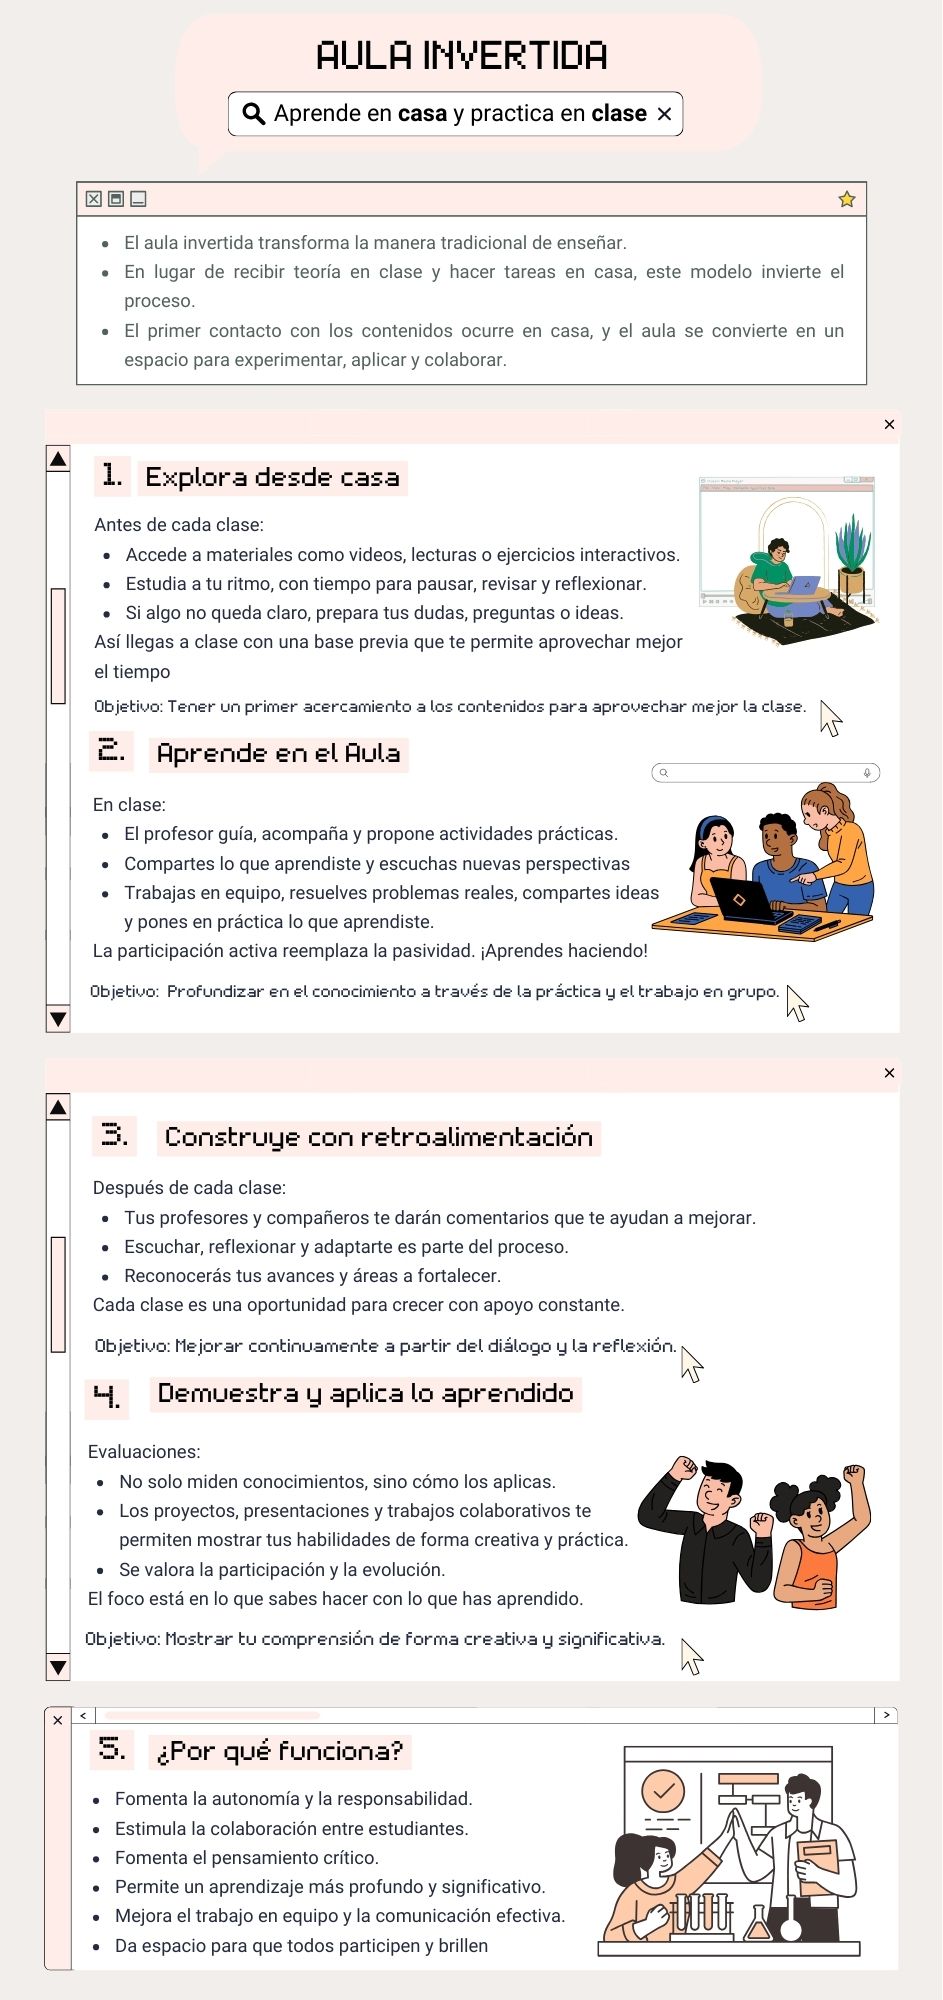 AULA INVERTIDA
Aprende en casa y practica en clase
El aula invertida transforma la manera tradicional de enseñar.
En lugar de recibir teoría en clase y hacer tareas en casa, este modelo invierte el
proceso.
El primer contacto con los contenidos ocurre en casa, y el aula se convierte en un
espacio para experimentar, aplicar y colaborar.
1. Explora desde casa
Antes de cada clase:
Accede a materiales como videos, lecturas o ejercicios interactivos.
Estudia a tu ritmo, con tiempo para pausar, revisar y reflexionar.
Si algo no queda claro, prepara tus dudas, preguntas o ideas.
Así llegas a clase con una base previa que te permite aprovechar mejor
el tiempo
Objetivo: Tener un primer acercamiento a los contenidos para aprovechar mejor la clase.
2. Aprende en el Aula
En clase:
El profesor guía, acompaña y propone actividades prácticas.
Compartes lo que aprendiste y escuchas nuevas perspectivas
Trabajas en equipo, resuelves problemas reales, compartes ideas
y pones en práctica lo que aprendiste.
La participación activa reemplaza la pasividad. ¡Aprendes haciendo!
Objetivo: Profundizar en el conocimiento a través de la práctica y el trabajo en grupo.
3. Construye con retroalimentación
Después de cada clase:
Tus profesores y compañeros te darán comentarios que te ayudan a mejorar.
Escuchar, reflexionar y adaptarte es parte del proceso.
Reconocerás tus avances y áreas a fortalecer.
Cada clase es una oportunidad para crecer con apoyo constante.
Objetivo: Mejorar continuamente a partir del diálogo y la reflexión.
4. Demuestra y aplica lo aprendido
Evaluaciones:
No solo miden conocimientos, sino cómo los aplicas.
Los proyectos, presentaciones y trabajos colaborativos te
permiten mostrar tus habilidades de forma creativa y práctica.
Se valora la participación y la evolución.
El foco está en lo que sabes hacer con lo que has aprendido.
Objetivo: Mostrar tu comprensión de forma creativa y significativa.
5. ¿Por qué funciona?
Fomenta la autonomía y la responsabilidad.
Estimula la colaboración entre estudiantes.
Fomenta el pensamiento crítico.
Permite un aprendizaje más profundo y significativo.
Mejora el trabajo en equipo y la comunicación efectiva.
Da espacio para que todos participen y brillen